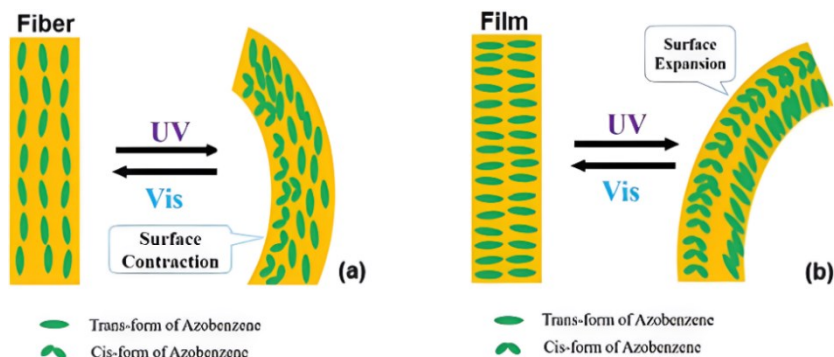 Fiber
UV
Vis
Surface
Contraction
(a)
Trans-form of Azobenzene
Cis-form of Azobenzene
Film
Surface
Expansion
UV
Vis
(b)
Trans-form of Azobenzene
Cis-form of Azobenzene